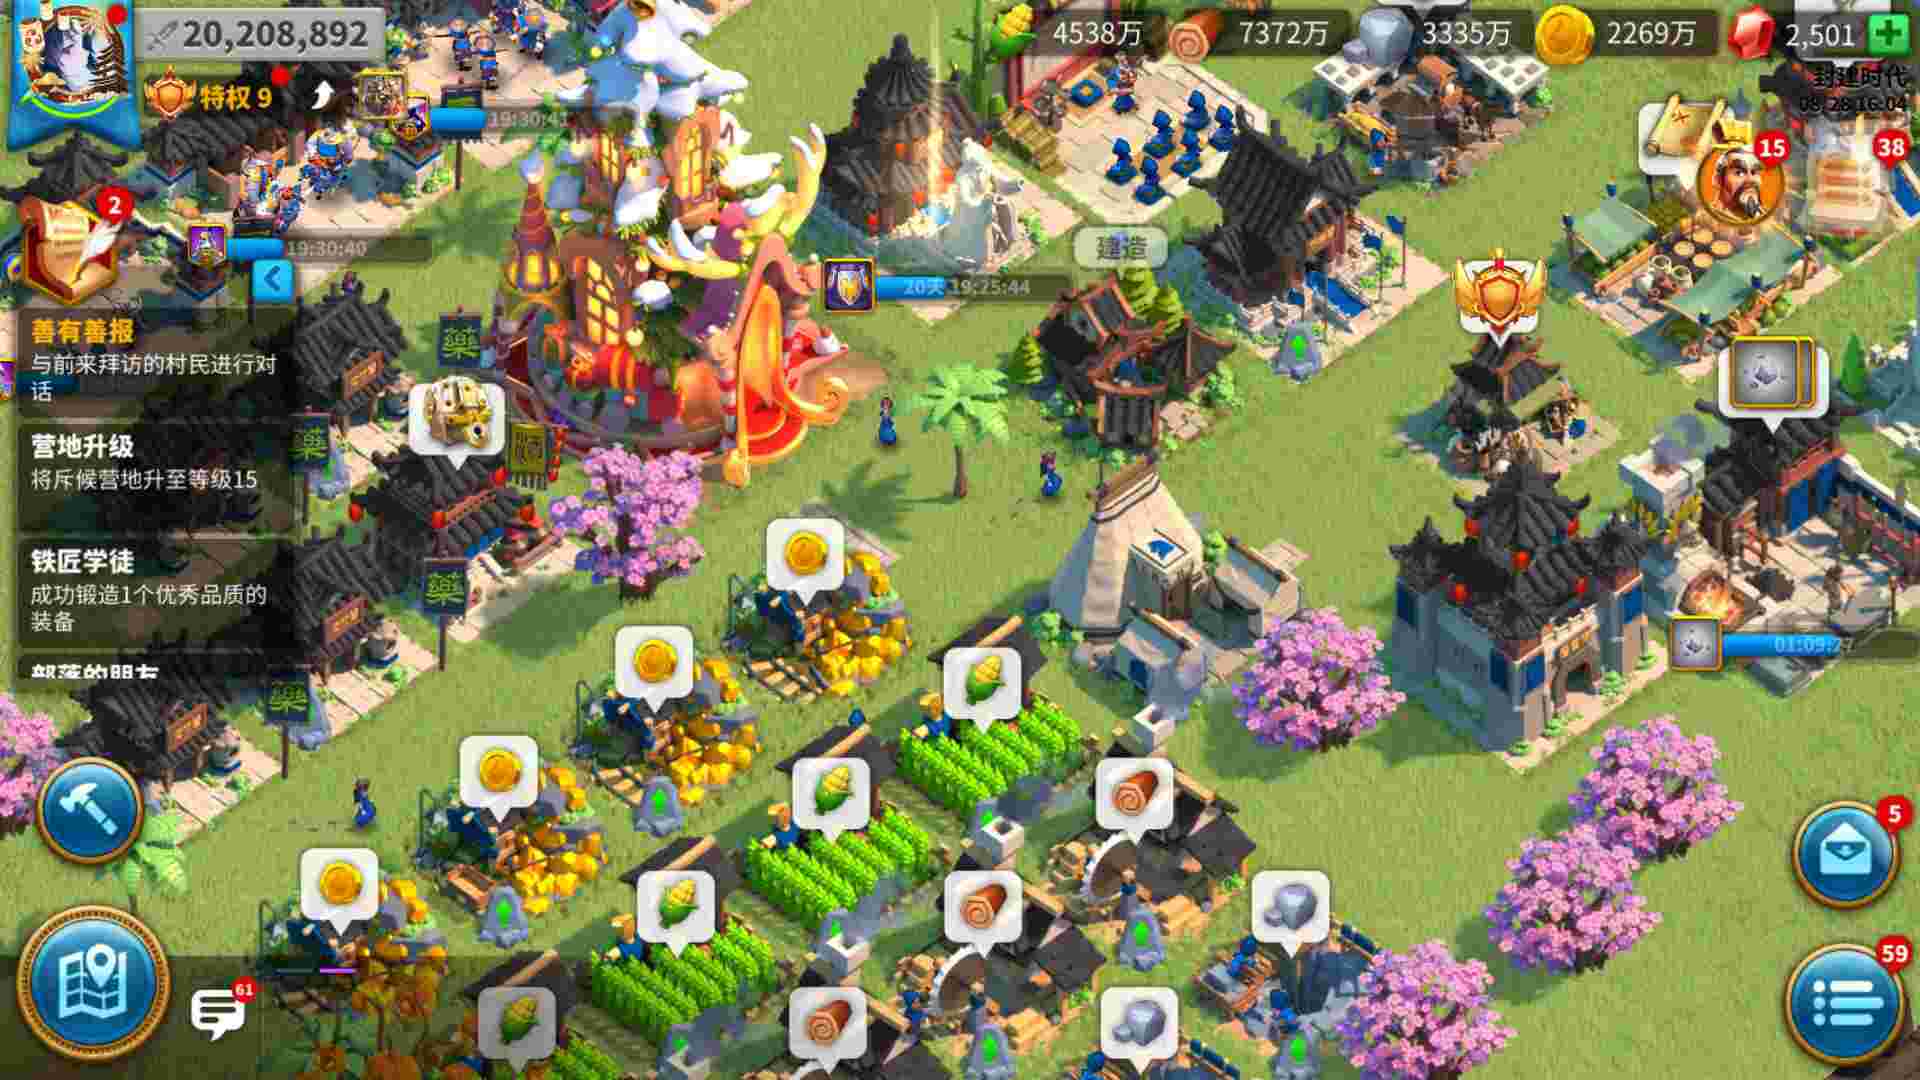 20,208,892
4538万
7372万
3335万
2269万
2,501
特权 9
封建时代
08/28 16:04
19:30:41
15
38
2
19:30:40
建造
20天 19:25:44
善有善报
与前来拜访的村民进行对
话
藥
营地升级
将斥候营地升至等级15
藥
铁匠学徒
成功锻造1个优秀品质的
装备
藥
01:09:27
部落的朋友
藥
5
59
61